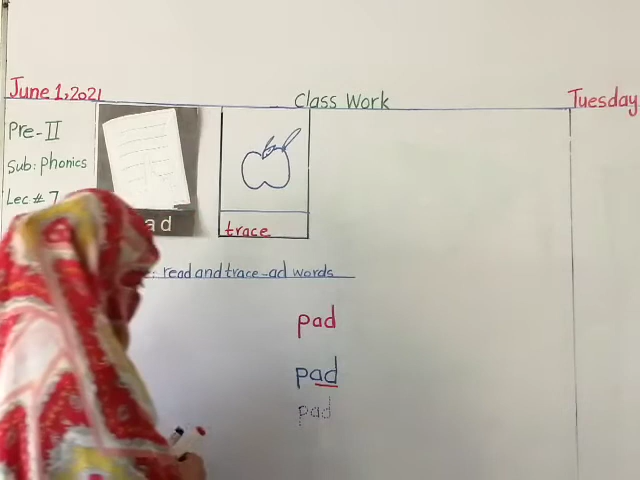 June 1, 2021
Class Work
Tuesday
Pre-II
Sub: Phonics
Lec # 7
ad
trace
: read and trace -ad words
pad
pad
pad